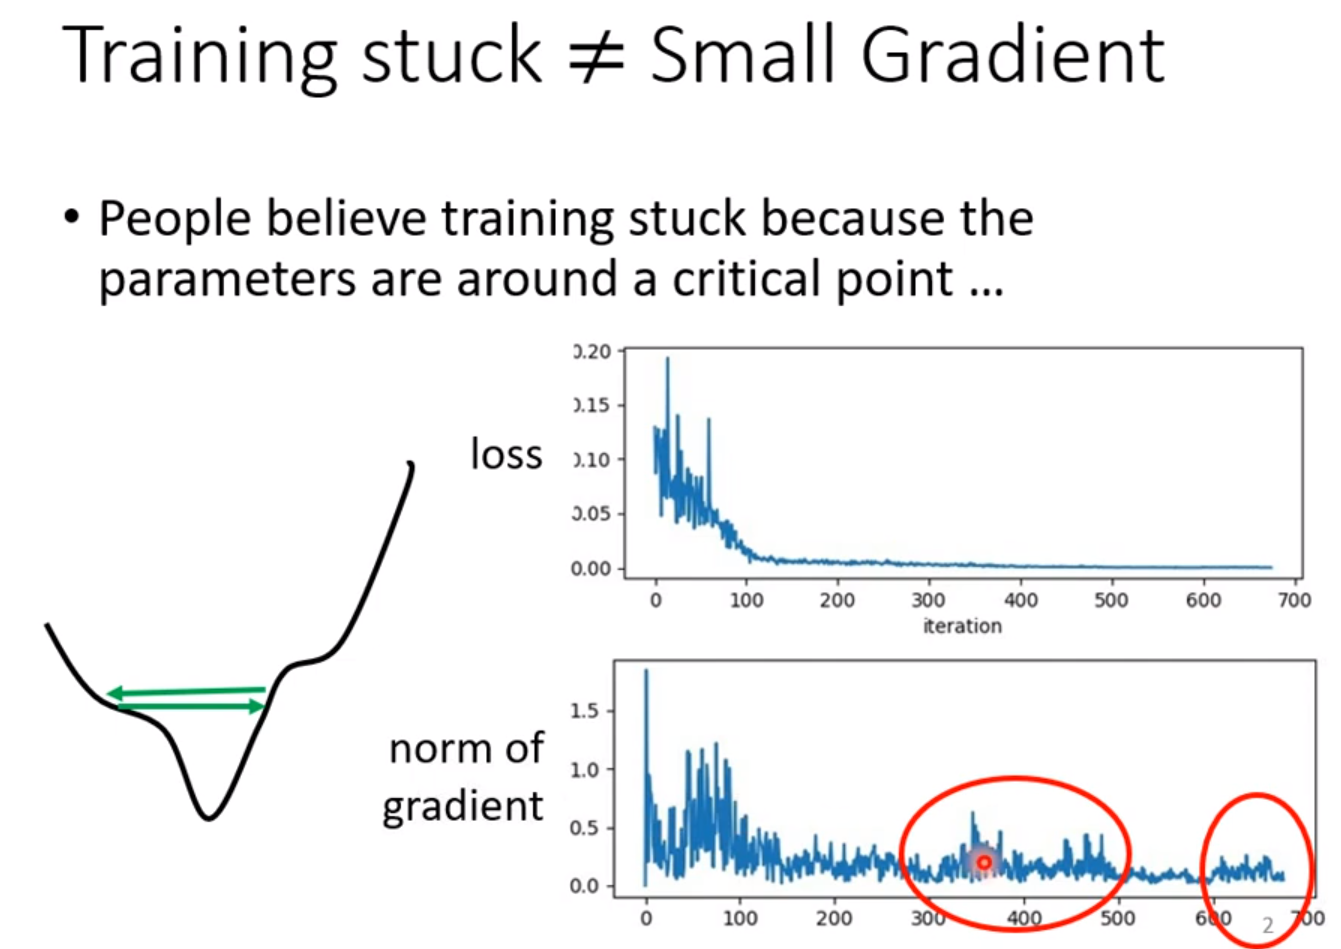 Training stuck ≠ Small Gradient
• People believe training stuck because the
parameters are around a critical point ...
loss
0.20
0.15
0.10
0.05
0.00
0 100 200 300 400 500 600 700
iteration
norm of
gradient
1.5
1.0
0.5
0.0
0 100 200 300 400 500 600 700
2